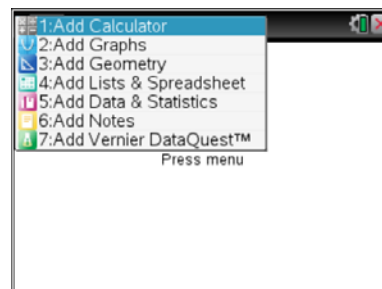 1:Add Calculator
2:Add Graphs
3:Add Geometry
4:Add Lists & Spreadsheet
5:Add Data & Statistics
6:Add Notes
7:Add Vernier DataQuest™
Press menu